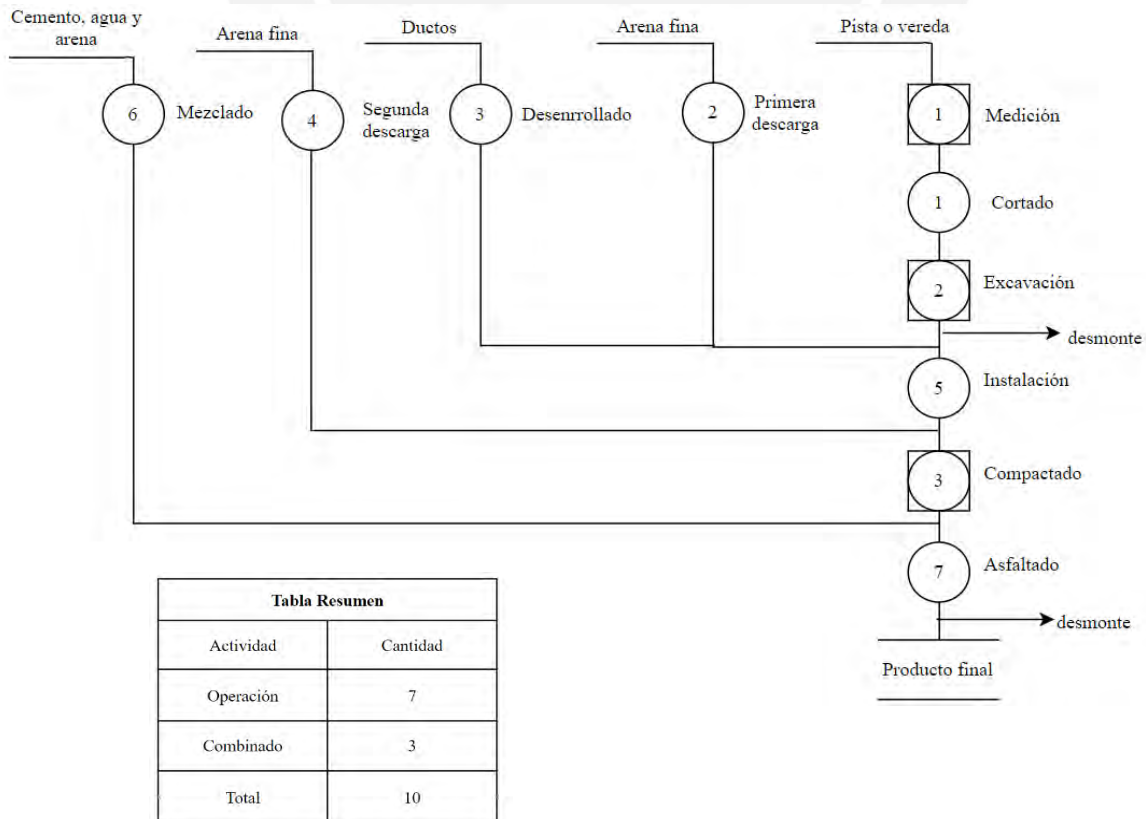 Cemento, agua y
arena
Arena fina
Ductos
Arena fina
Pista o vereda
6
Mezclado
4
Segunda
descarga
3
Desenrrollado
2
Primera
descarga
1
Medición
1
Cortado
2
Excavación
desmonte
5
Instalación
3
Compactado
7
Asfaltado
desmonte
Producto final
Tabla Resumen
Actividad Cantidad
Operación 7
Combinado 3
Total 10